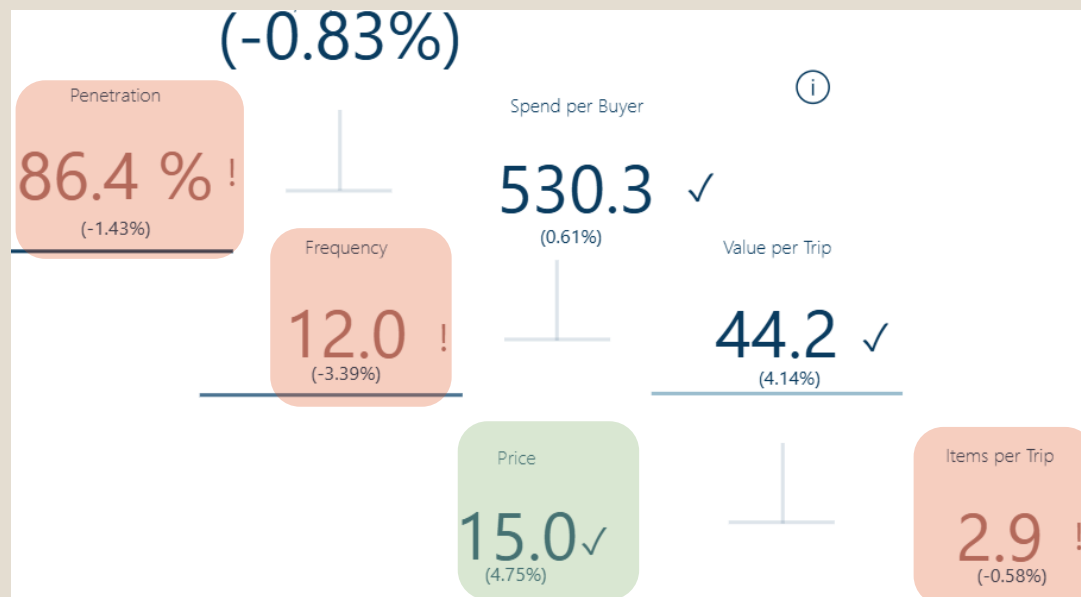 (-0.83%)
Penetration
86.4 % !
(-1.43%)
Spend per Buyer
i
530.3 ✓
(0.61%)
Frequency
12.0 !
(-3.39%)
Value per Trip
44.2 ✓
(4.14%)
Price
15.0 ✓
(4.75%)
Items per Trip
2.9 !
(-0.58%)